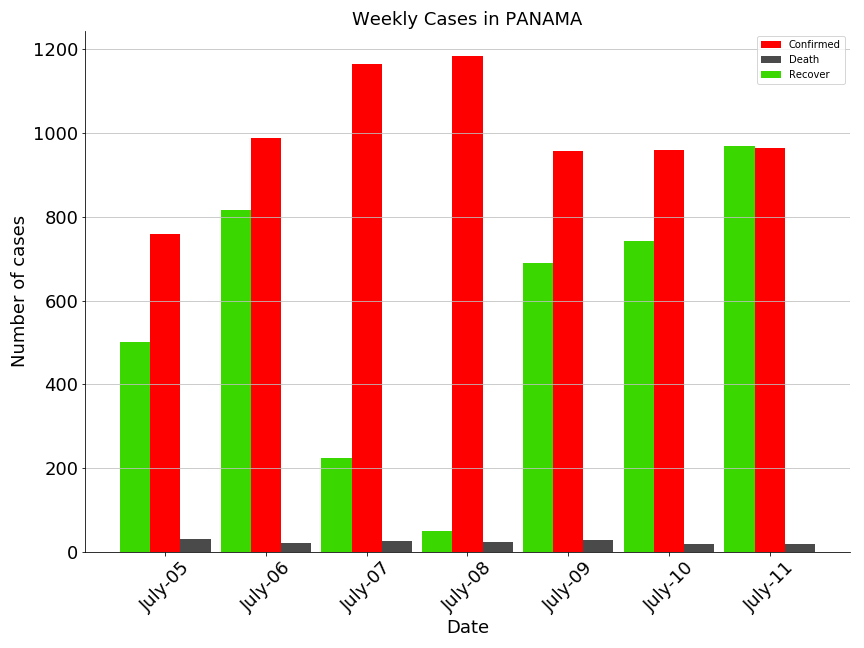 Weekly Cases in PANAMA
Confirmed
Death
Recover
1200
1000
800
600
400
200
0
Number of cases
July-05
July-06
July-07
July-08
July-09
July-10
July-11
Date